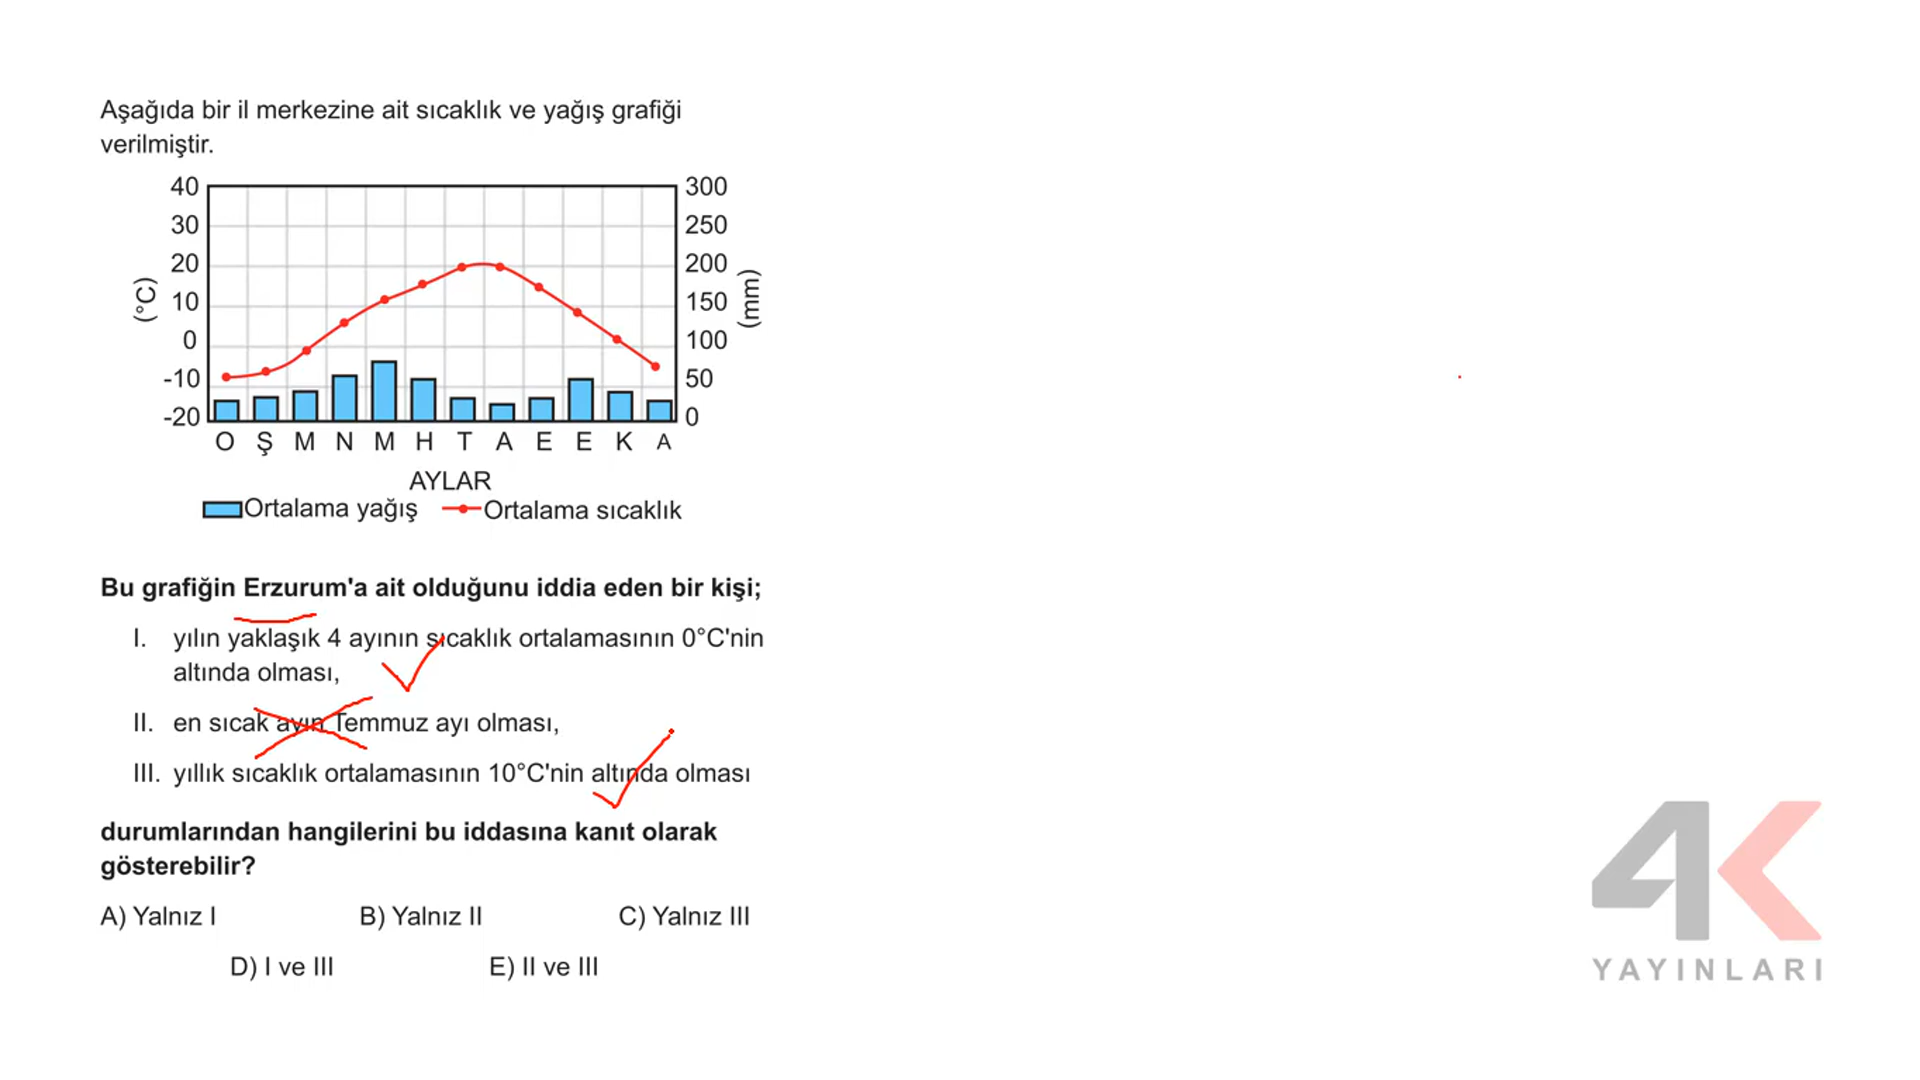 Aşağıda bir il merkezine ait sıcaklık ve yağış grafiği
verilmiştir.
40 300
30 250
20 200
10 150
0 100
-10 50
-20 0
(°C)
(mm)
O Ş M N M H T A E E K A
AYLAR
Ortalama yağış Ortalama sıcaklık
Bu grafiğin Erzurum'a ait olduğunu iddia eden bir kişi;
I. yılın yaklaşık 4 ayının sıcaklık ortalamasının 0°C'nin
altında olması,
II. en sıcak ayın Temmuz ayı olması,
III. yıllık sıcaklık ortalamasının 10°C'nin altında olması
durumlarından hangilerini bu iddasına kanıt olarak
gösterebilir?
A) Yalnız I B) Yalnız II C) Yalnız III
D) I ve III E) II ve III
4K
YAYINLARI